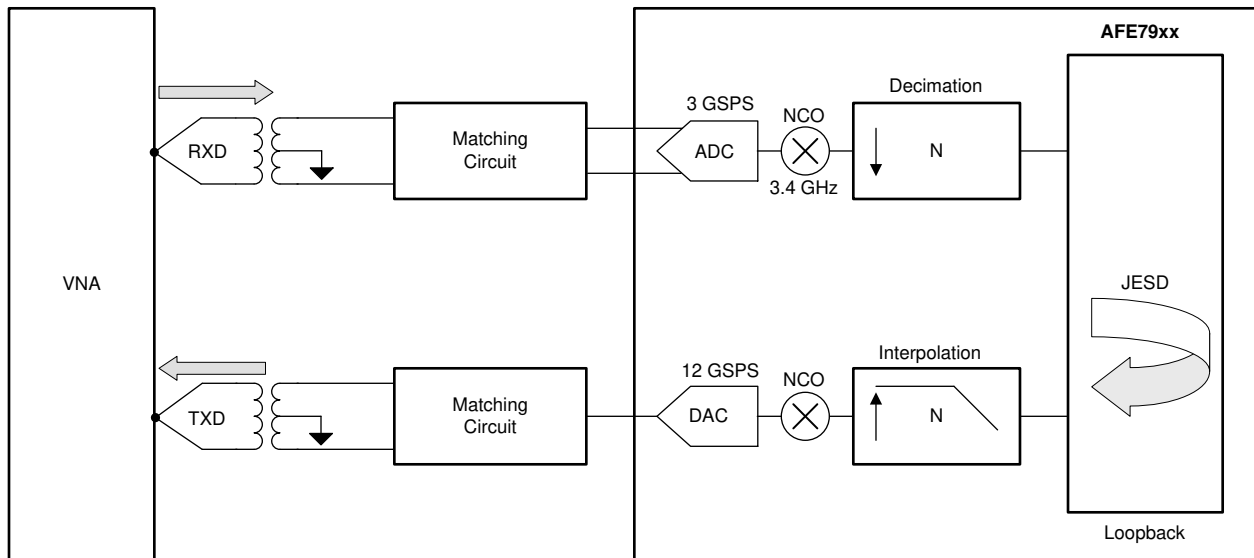 AFE79xx
Decimation
3 GSPS
NCO
RXD
Matching
Circuit
ADC
N
3.4 GHz
VNA
JESD
Interpolation
12 GSPS
NCO
TXD
Matching
Circuit
DAC
N
Loopback